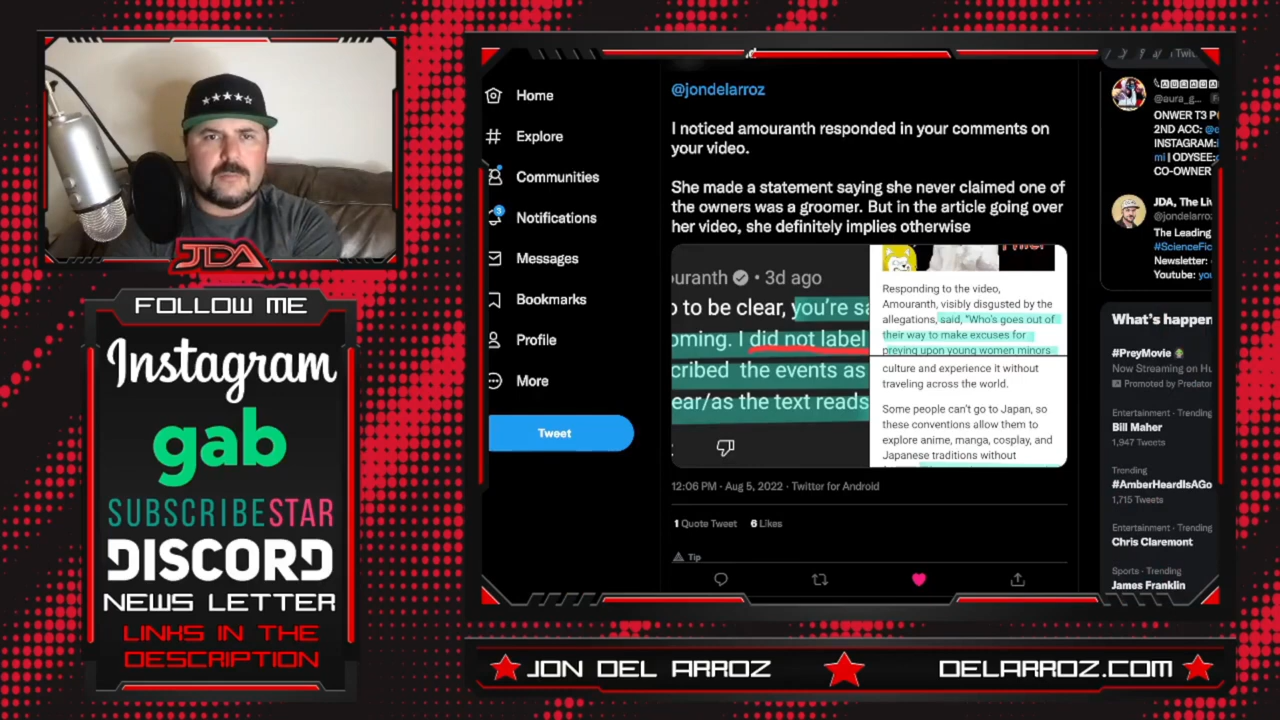 JDA
FOLLOW ME
Instagram
gab
SUBSCRIBESTAR
DISCORD
NEWS LETTER
LINKS IN THE
DESCRIPTION
Home
Explore
Communities
Notifications
Messages
Bookmarks
Profile
More
Tweet
@jondelarroz
I noticed amouranth responded in your comments on
your video.
She made a statement saying she never claimed one of
the owners was a groomer. But in the article going over
her video, she definitely implies otherwise
ouranth • 3d ago
o to be clear, you're sa
oming. I did not label
cribed the events as
ear/as the text reads
Responding to the video,
Amouranth, visibly disgusted by the
allegations, said, "Who's goes out of
their way to make excuses for
preying upon young women minors
culture and experience it without
traveling across the world.
Some people can't go to Japan, so
these conventions allow them to
explore anime, manga, cosplay, and
Japanese traditions without
12:06 PM · Aug 5, 2022 · Twitter for Android
1 Quote Tweet 6 Likes
Tip
@aura_g...
ONWER T3 P
2ND ACC: @
INSTAGRAM:
mi | ODYSEE:
CO-OWNER
JDA, The Liv
@jondelarro
The Leading
#ScienceFic
Newsletter:
Youtube: you
What's happen
#PreyMovie
Now Streaming on Hu
Promoted by Predator
Entertainment · Trending
Bill Maher
1,947 Tweets
Trending
#AmberHeardIsAGo
1,715 Tweets
Entertainment · Trending
Chris Claremont
Sports · Trending
James Franklin
JON DEL ARROZ
DELARROZ.COM